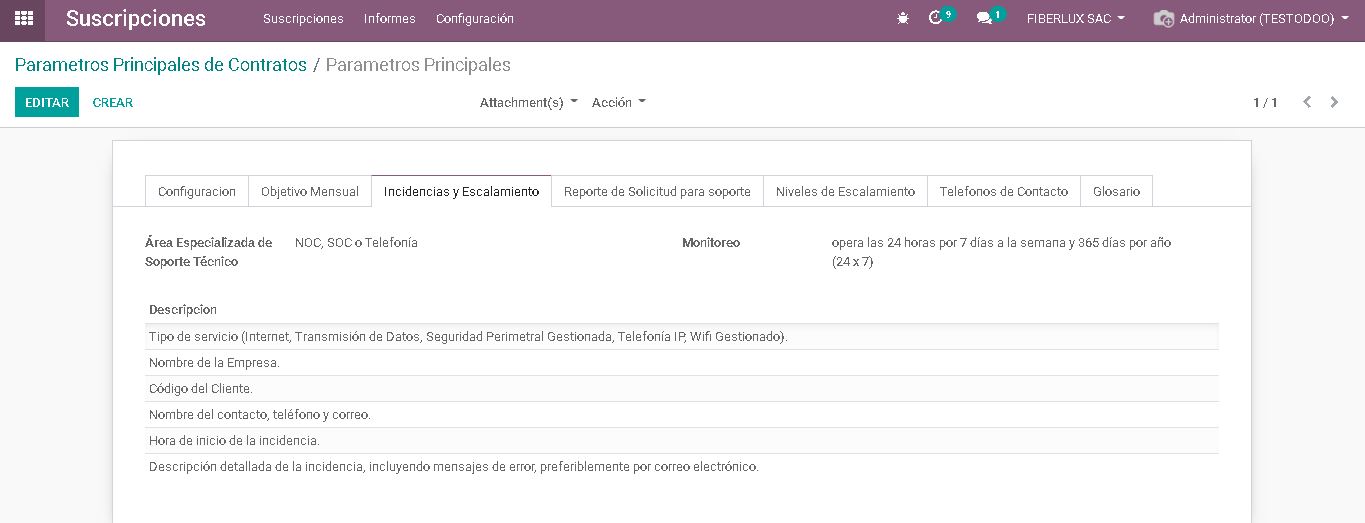 Suscripciones Suscripciones Informes Configuración 9 1 FIBERLUX SAC Administrator (TESTODOO)
Parametros Principales de Contratos / Parametros Principales
EDITAR CREAR Attachment(s) Acción 1 / 1
Configuracion Objetivo Mensual Incidencias y Escalamiento Reporte de Solicitud para soporte Niveles de Escalamiento Telefonos de Contacto Glosario
Área Especializada de NOC, SOC o Telefonía Monitoreo opera las 24 horas por 7 días a la semana y 365 días por año
Soporte Técnico (24 x 7)
Descripcion
Tipo de servicio (Internet, Transmisión de Datos, Seguridad Perimetral Gestionada, Telefonía IP, Wifi Gestionado).
Nombre de la Empresa.
Código del Cliente.
Nombre del contacto, teléfono y correo.
Hora de inicio de la incidencia.
Descripción detallada de la incidencia, incluyendo mensajes de error, preferiblemente por correo electrónico.